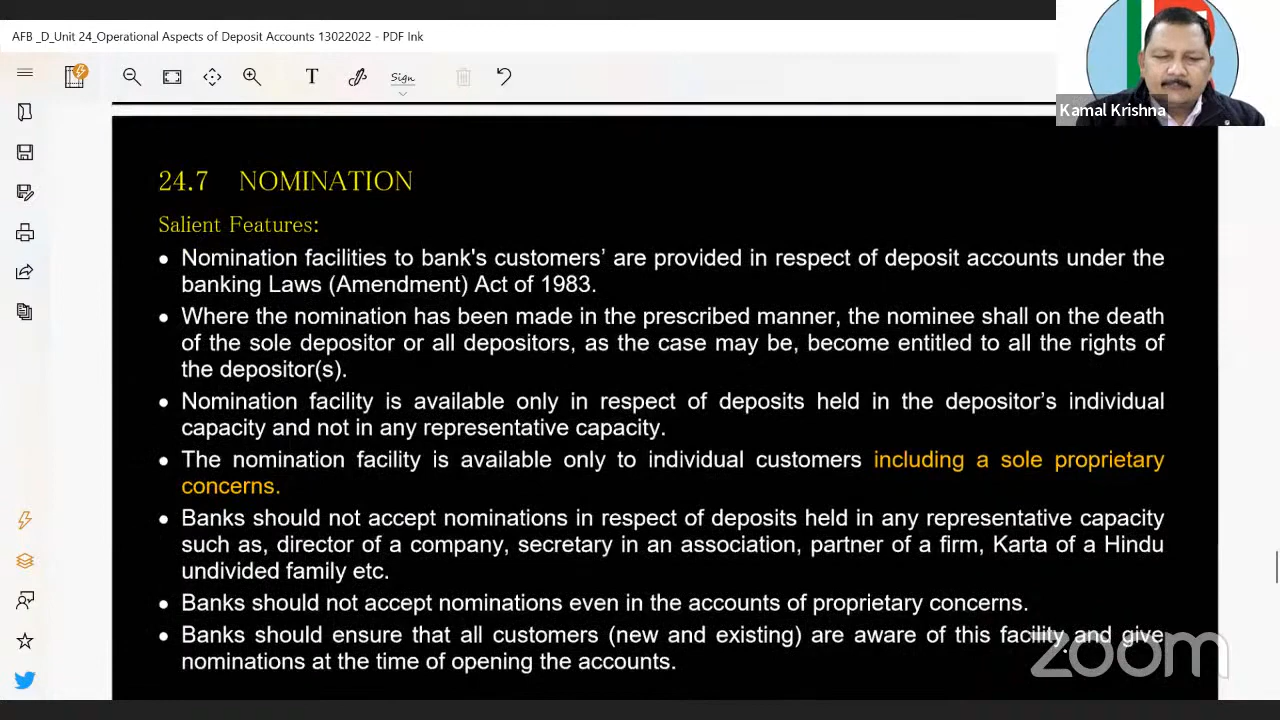 AFB _D_Unit 24_Operational Aspects of Deposit Accounts 13022022 - PDF Ink
T
Sign
Kamal Krishna
24.7 NOMINATION
Salient Features:
• Nomination facilities to bank's customers’ are provided in respect of deposit accounts under the
banking Laws (Amendment) Act of 1983.
• Where the nomination has been made in the prescribed manner, the nominee shall on the death
of the sole depositor or all depositors, as the case may be, become entitled to all the rights of
the depositor(s).
• Nomination facility is available only in respect of deposits held in the depositor’s individual
capacity and not in any representative capacity.
• The nomination facility is available only to individual customers including a sole proprietary
concerns.
• Banks should not accept nominations in respect of deposits held in any representative capacity
such as, director of a company, secretary in an association, partner of a firm, Karta of a Hindu
undivided family etc.
• Banks should not accept nominations even in the accounts of proprietary concerns.
• Banks should ensure that all customers (new and existing) are aware of this facility and give
nominations at the time of opening the accounts.
zoom